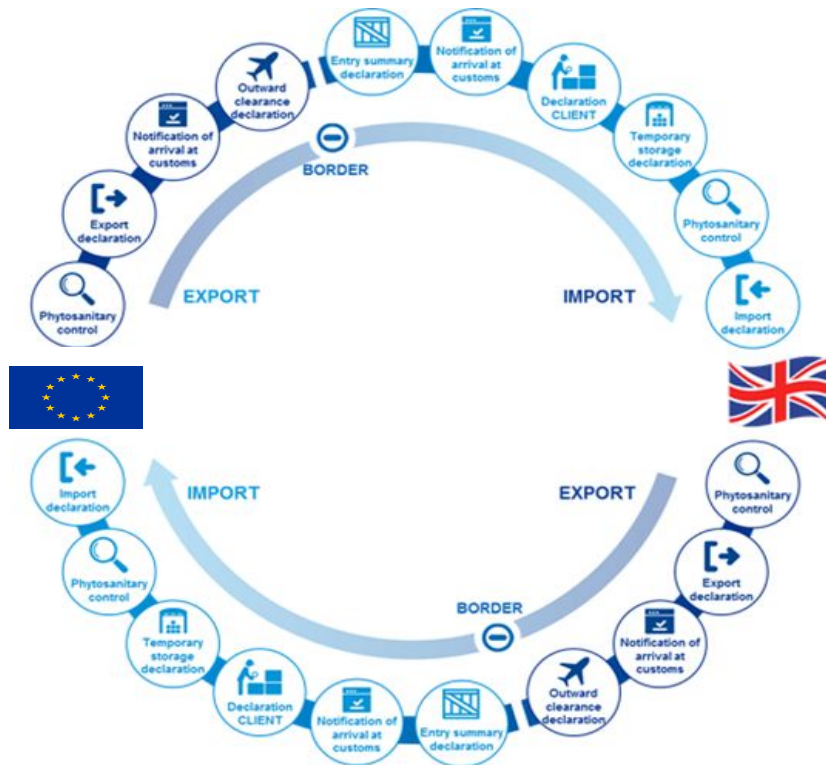 Entry summary
declaration
Notification of
arrival at
customs
Outward
clearance
declaration
Declaration
CLIENT
Notification of
arrival at
customs
Temporary
storage
declaration
BORDER
Export
declaration
Phytosanitary
control
EXPORT
IMPORT
Phytosanitary
control
Import
declaration
Import
declaration
IMPORT
EXPORT
Phytosanitary
control
Phytosanitary
control
Export
declaration
BORDER
Temporary
storage
declaration
Notification of
arrival at
customs
Declaration
CLIENT
Outward
clearance
declaration
Notification of
arrival at
customs
Entry summary
declaration